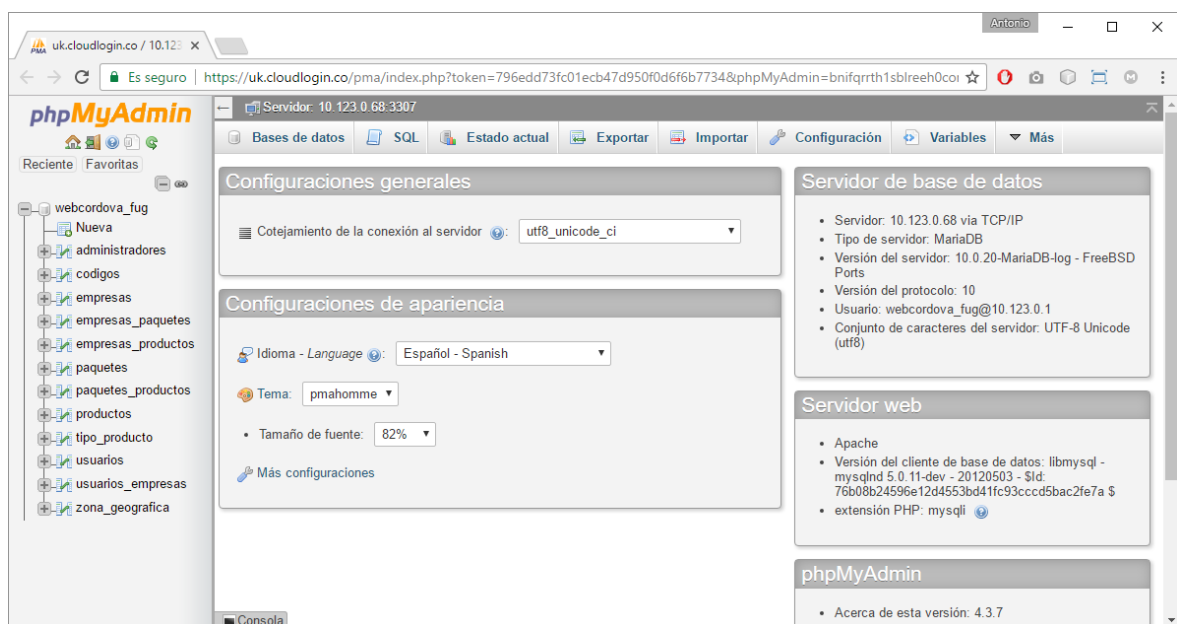 Antonio
uk.cloudlogin.co / 10.123
Es seguro
https://uk.cloudlogin.co/pma/index.php?token=796edd73fc01ecb47d950f0d6f6b7734&phpMyAdmin=bnifqrrth1sblreeh0coi
phpMyAdmin
Reciente Favoritas
webcordova_fug
Nueva
administradores
codigos
empresas
empresas_paquetes
empresas_productos
paquetes
paquetes_productos
productos
tipo_producto
usuarios
usuarios_empresas
zona_geografica
Servidor: 10.123.0.68:3307
Bases de datos SQL Estado actual Exportar Importar Configuración Variables Más
Configuraciones generales
Cotejamiento de la conexión al servidor : utf8_unicode_ci
Configuraciones de apariencia
Idioma - Language : Español - Spanish
Tema: pmahomme
Tamaño de fuente: 82%
Más configuraciones
Consola
Servidor de base de datos
Servidor: 10.123.0.68 via TCP/IP
Tipo de servidor: MariaDB
Versión del servidor: 10.0.20-MariaDB-log - FreeBSD
Ports
Versión del protocolo: 10
Usuario: webcordova_fug@10.123.0.1
Conjunto de caracteres del servidor: UTF-8 Unicode
(utf8)
Servidor web
Apache
Versión del cliente de base de datos: libmysql -
mysqlnd 5.0.11-dev - 20120503 - $Id:
76b08b24596e12d4553bd41fc93cccd5bac2fe7a $
extensión PHP: mysqli
phpMyAdmin
Acerca de esta versión: 4.3.7